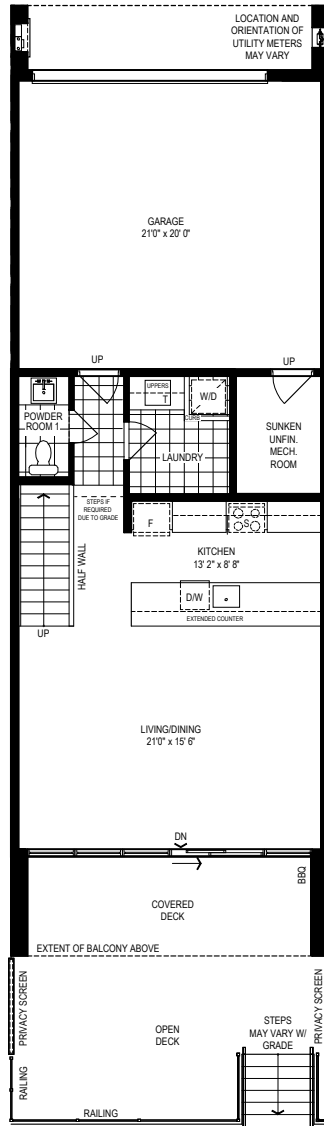 LOCATION AND
ORIENTATION OF
UTILITY METERS
MAY VARY
GARAGE
21'0" x 20' 0"
UP
UP
POWDER
ROOM 1
UPPERS
T
W/D
CURB
LAUNDRY
SUNKEN
UNFIN.
MECH.
ROOM
STEPS IF
REQUIRED
DUE TO GRADE
F
S
HALF WALL
KITCHEN
13' 2" x 8' 8"
D/W
EXTENDED COUNTER
UP
LIVING/DINING
21'0" x 15' 6"
DN
BBQ
COVERED
DECK
EXTENT OF BALCONY ABOVE
PRIVACY SCREEN
PRIVACY SCREEN
OPEN
DECK
STEPS
MAY VARY W/
GRADE
RAILING
RAILING